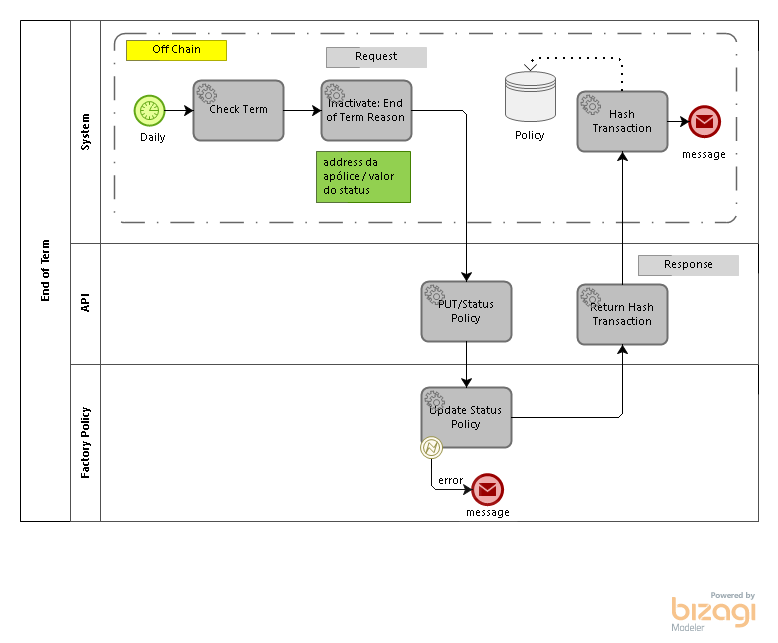 End of Term
System
Off Chain
Request
Daily
Check Term
Inactivate: End
of Term Reason
address da
apólice / valor
do status
Policy
Hash
Transaction
message
API
Response
PUT/Status
Policy
Return Hash
Transaction
Factory Policy
Update Status
Policy
error
message
Powered by
bizagi
Modeler